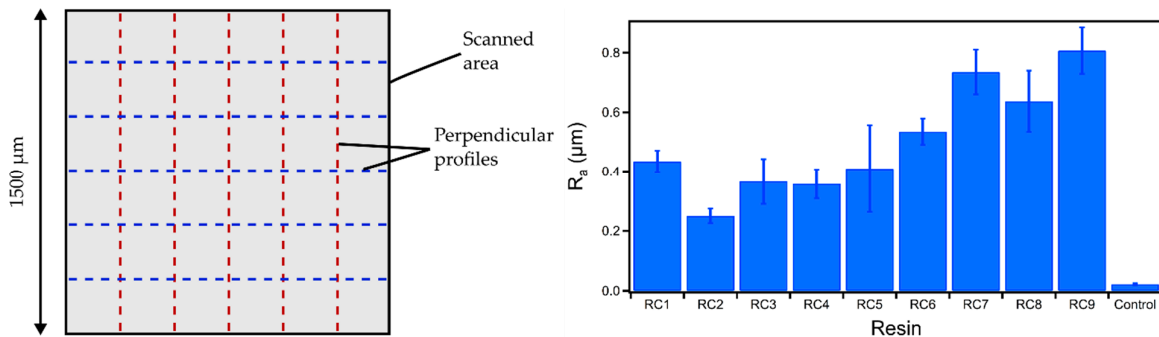 1500 µm
Scanned
area
Perpendicular
profiles
Rₐ (µm)
0.8
0.6
0.4
0.2
0.0
RC1 RC2 RC3 RC4 RC5 RC6 RC7 RC8 RC9 Control
Resin